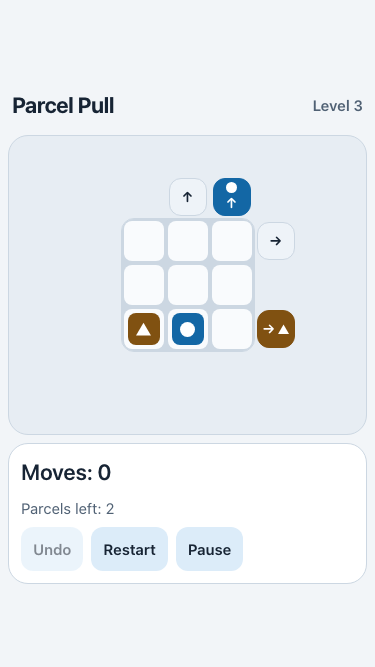 Parcel Pull
Level 3
Moves: 0
Parcels left: 2
Undo
Restart
Pause